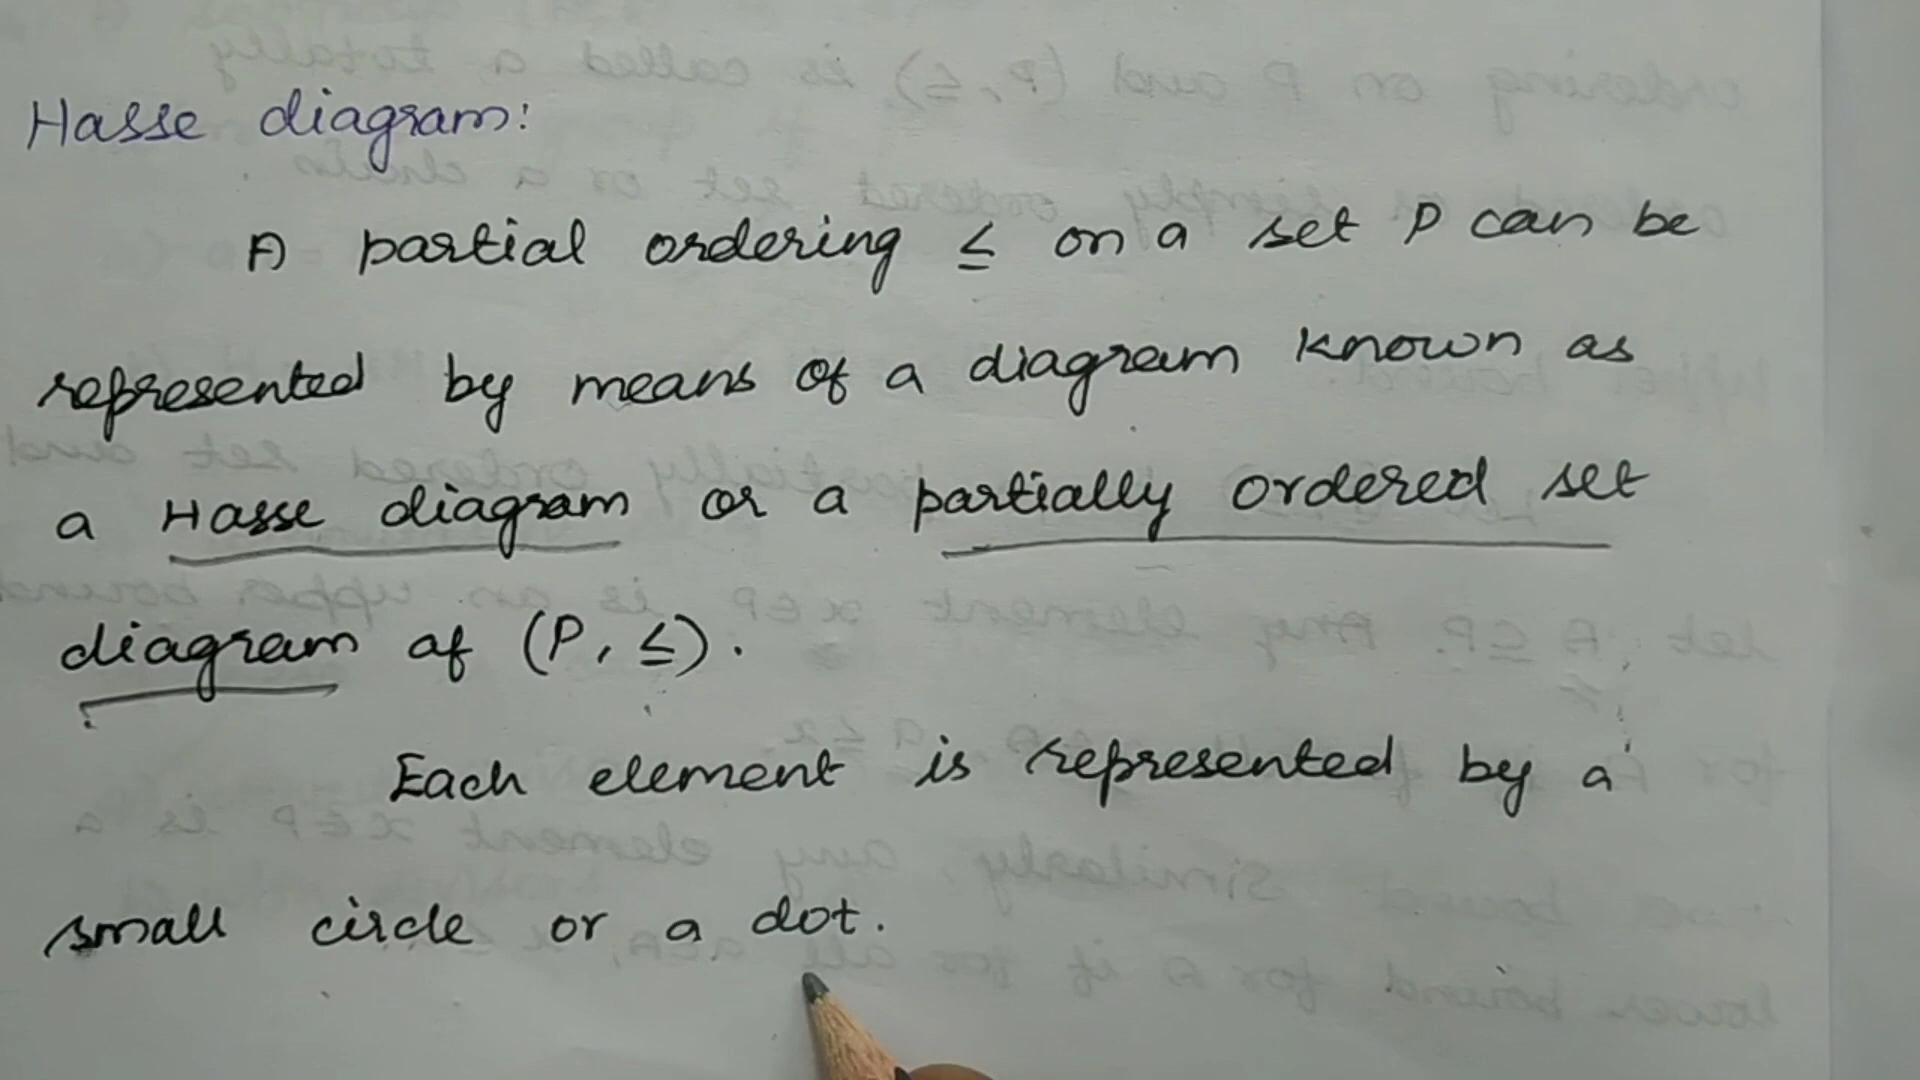 Hasse diagram:
A partial ordering ≤ on a set P can be
represented by means of a diagram known as
a Hasse diagram or a partially ordered set
diagram of (P, ≤).
Each element is represented by a
small circle or a dot.